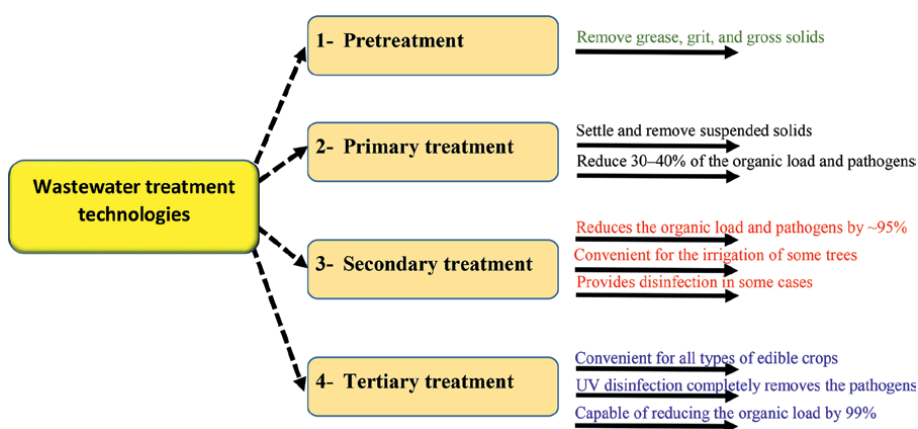 Wastewater treatment
technologies
1- Pretreatment
Remove grease, grit, and gross solids
2- Primary treatment
Settle and remove suspended solids
Reduce 30–40% of the organic load and pathogens
3- Secondary treatment
Reduces the organic load and pathogens by ~95%
Convenient for the irrigation of some trees
Provides disinfection in some cases
4- Tertiary treatment
Convenient for all types of edible crops
UV disinfection completely removes the pathogens
Capable of reducing the organic load by 99%